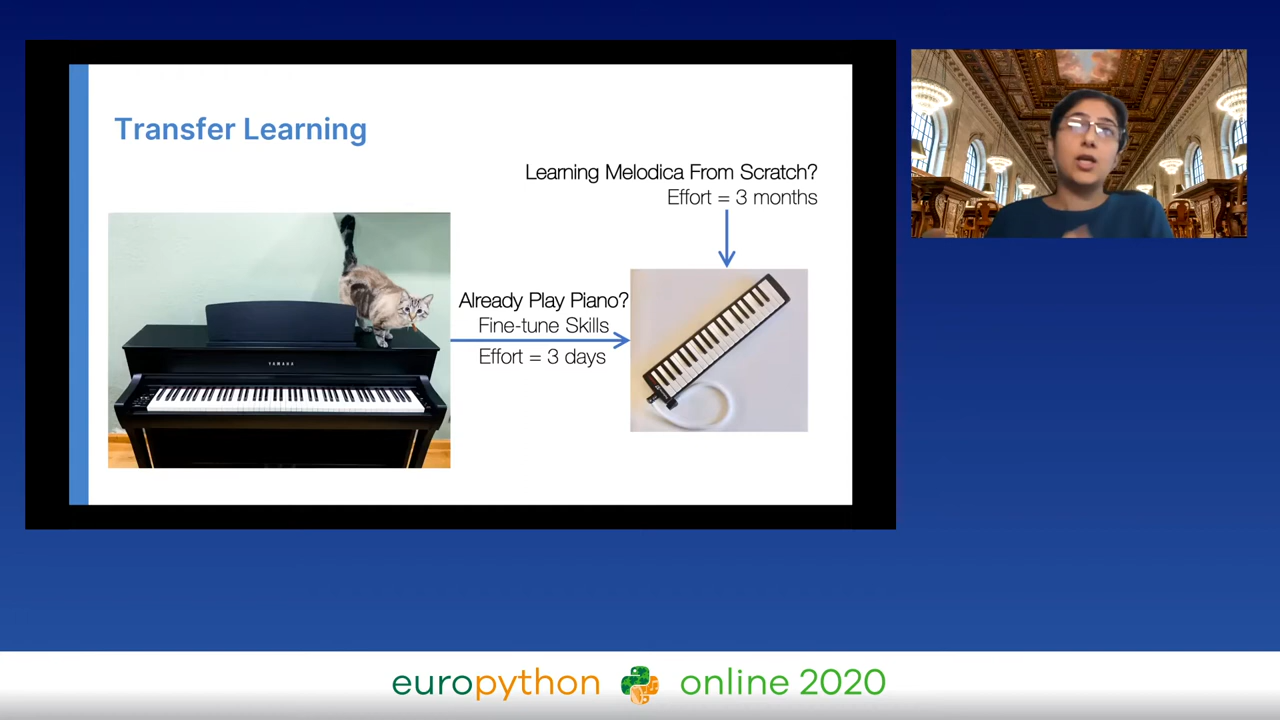 Transfer Learning
Learning Melodica From Scratch?
Effort = 3 months
Already Play Piano?
Fine-tune Skills
Effort = 3 days
YAMAHA
europython online 2020